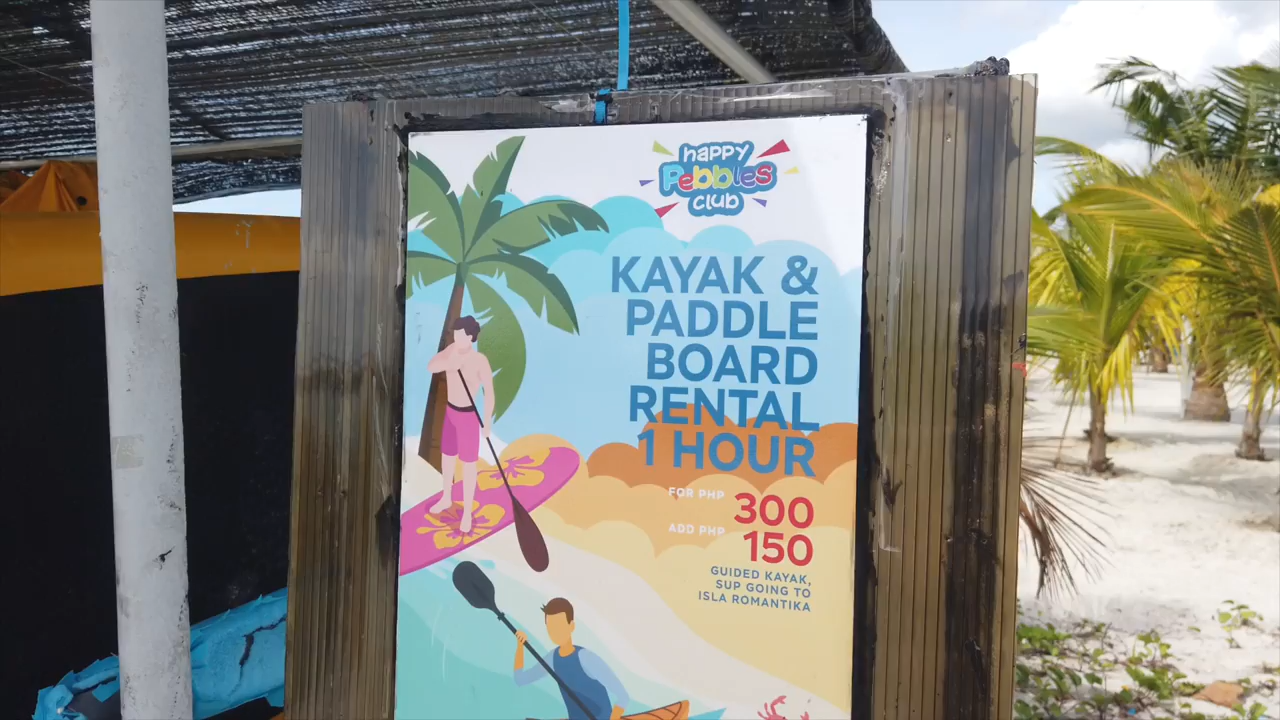 happy
Pebbles
club
KAYAK &
PADDLE
BOARD
RENTAL
1 HOUR
FOR PHP 300
ADD PHP 150
GUIDED KAYAK,
SUP GOING TO
ISLA ROMANTIKA